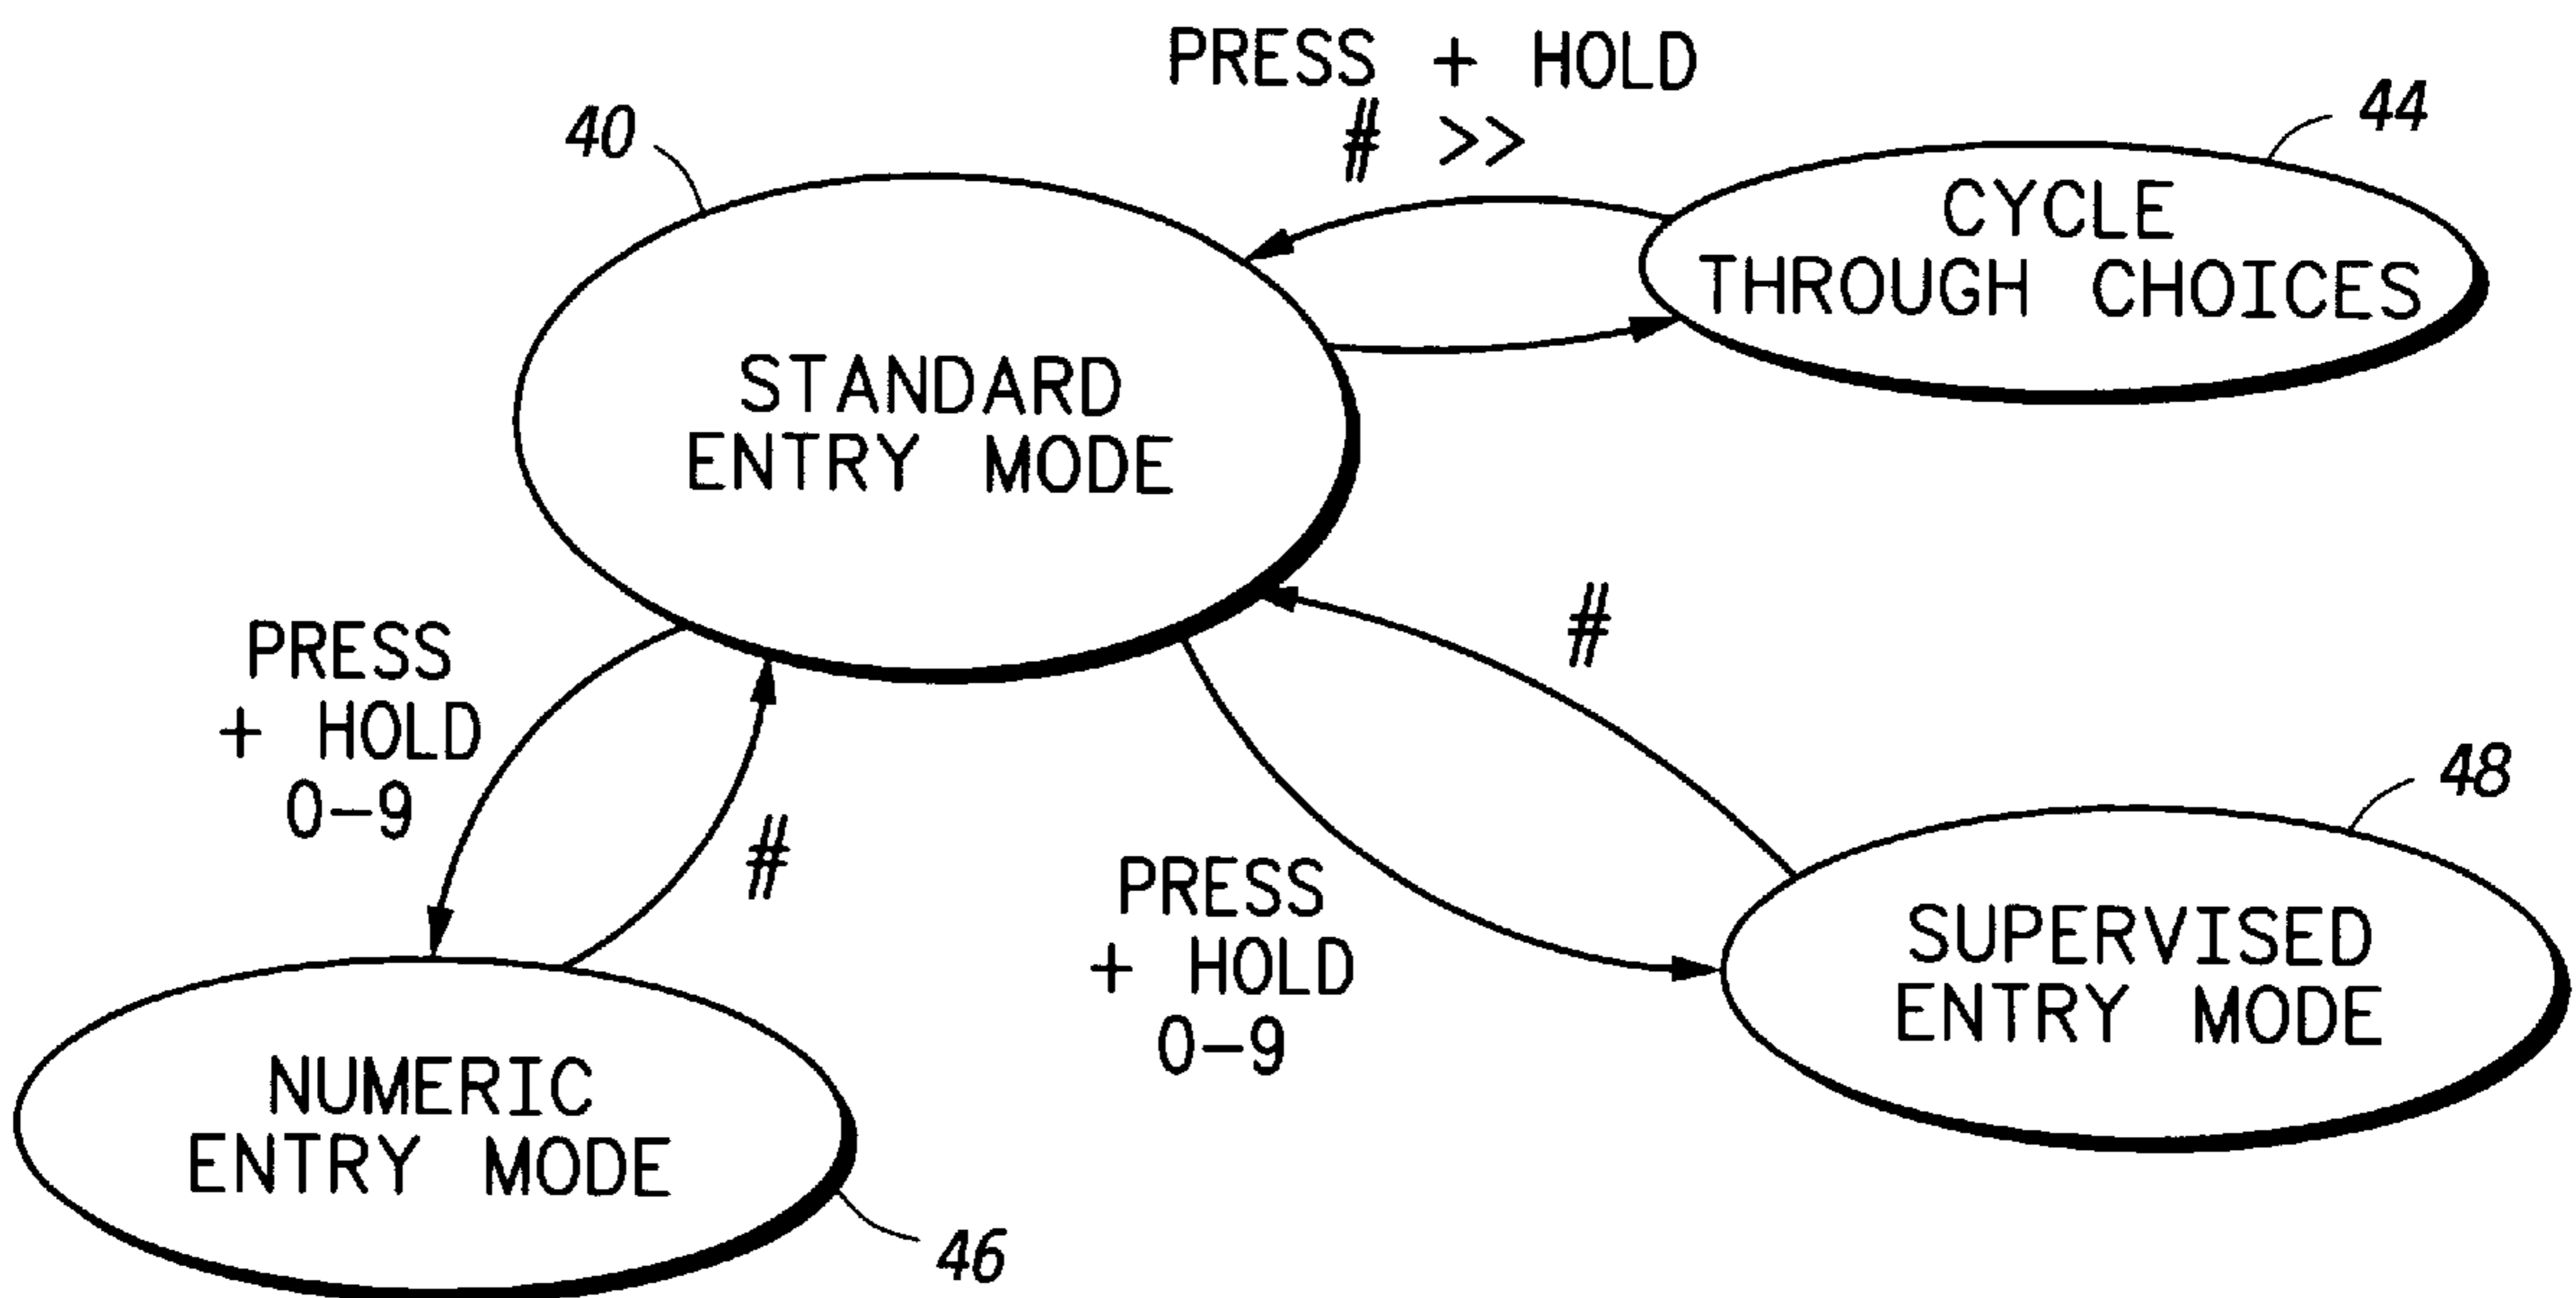 PRESS + HOLD
# >>
40
44
CYCLE
THROUGH CHOICES
STANDARD
ENTRY MODE
#
PRESS
+ HOLD
0-9
#
48
PRESS
+ HOLD
0-9
SUPERVISED
ENTRY MODE
NUMERIC
ENTRY MODE
46